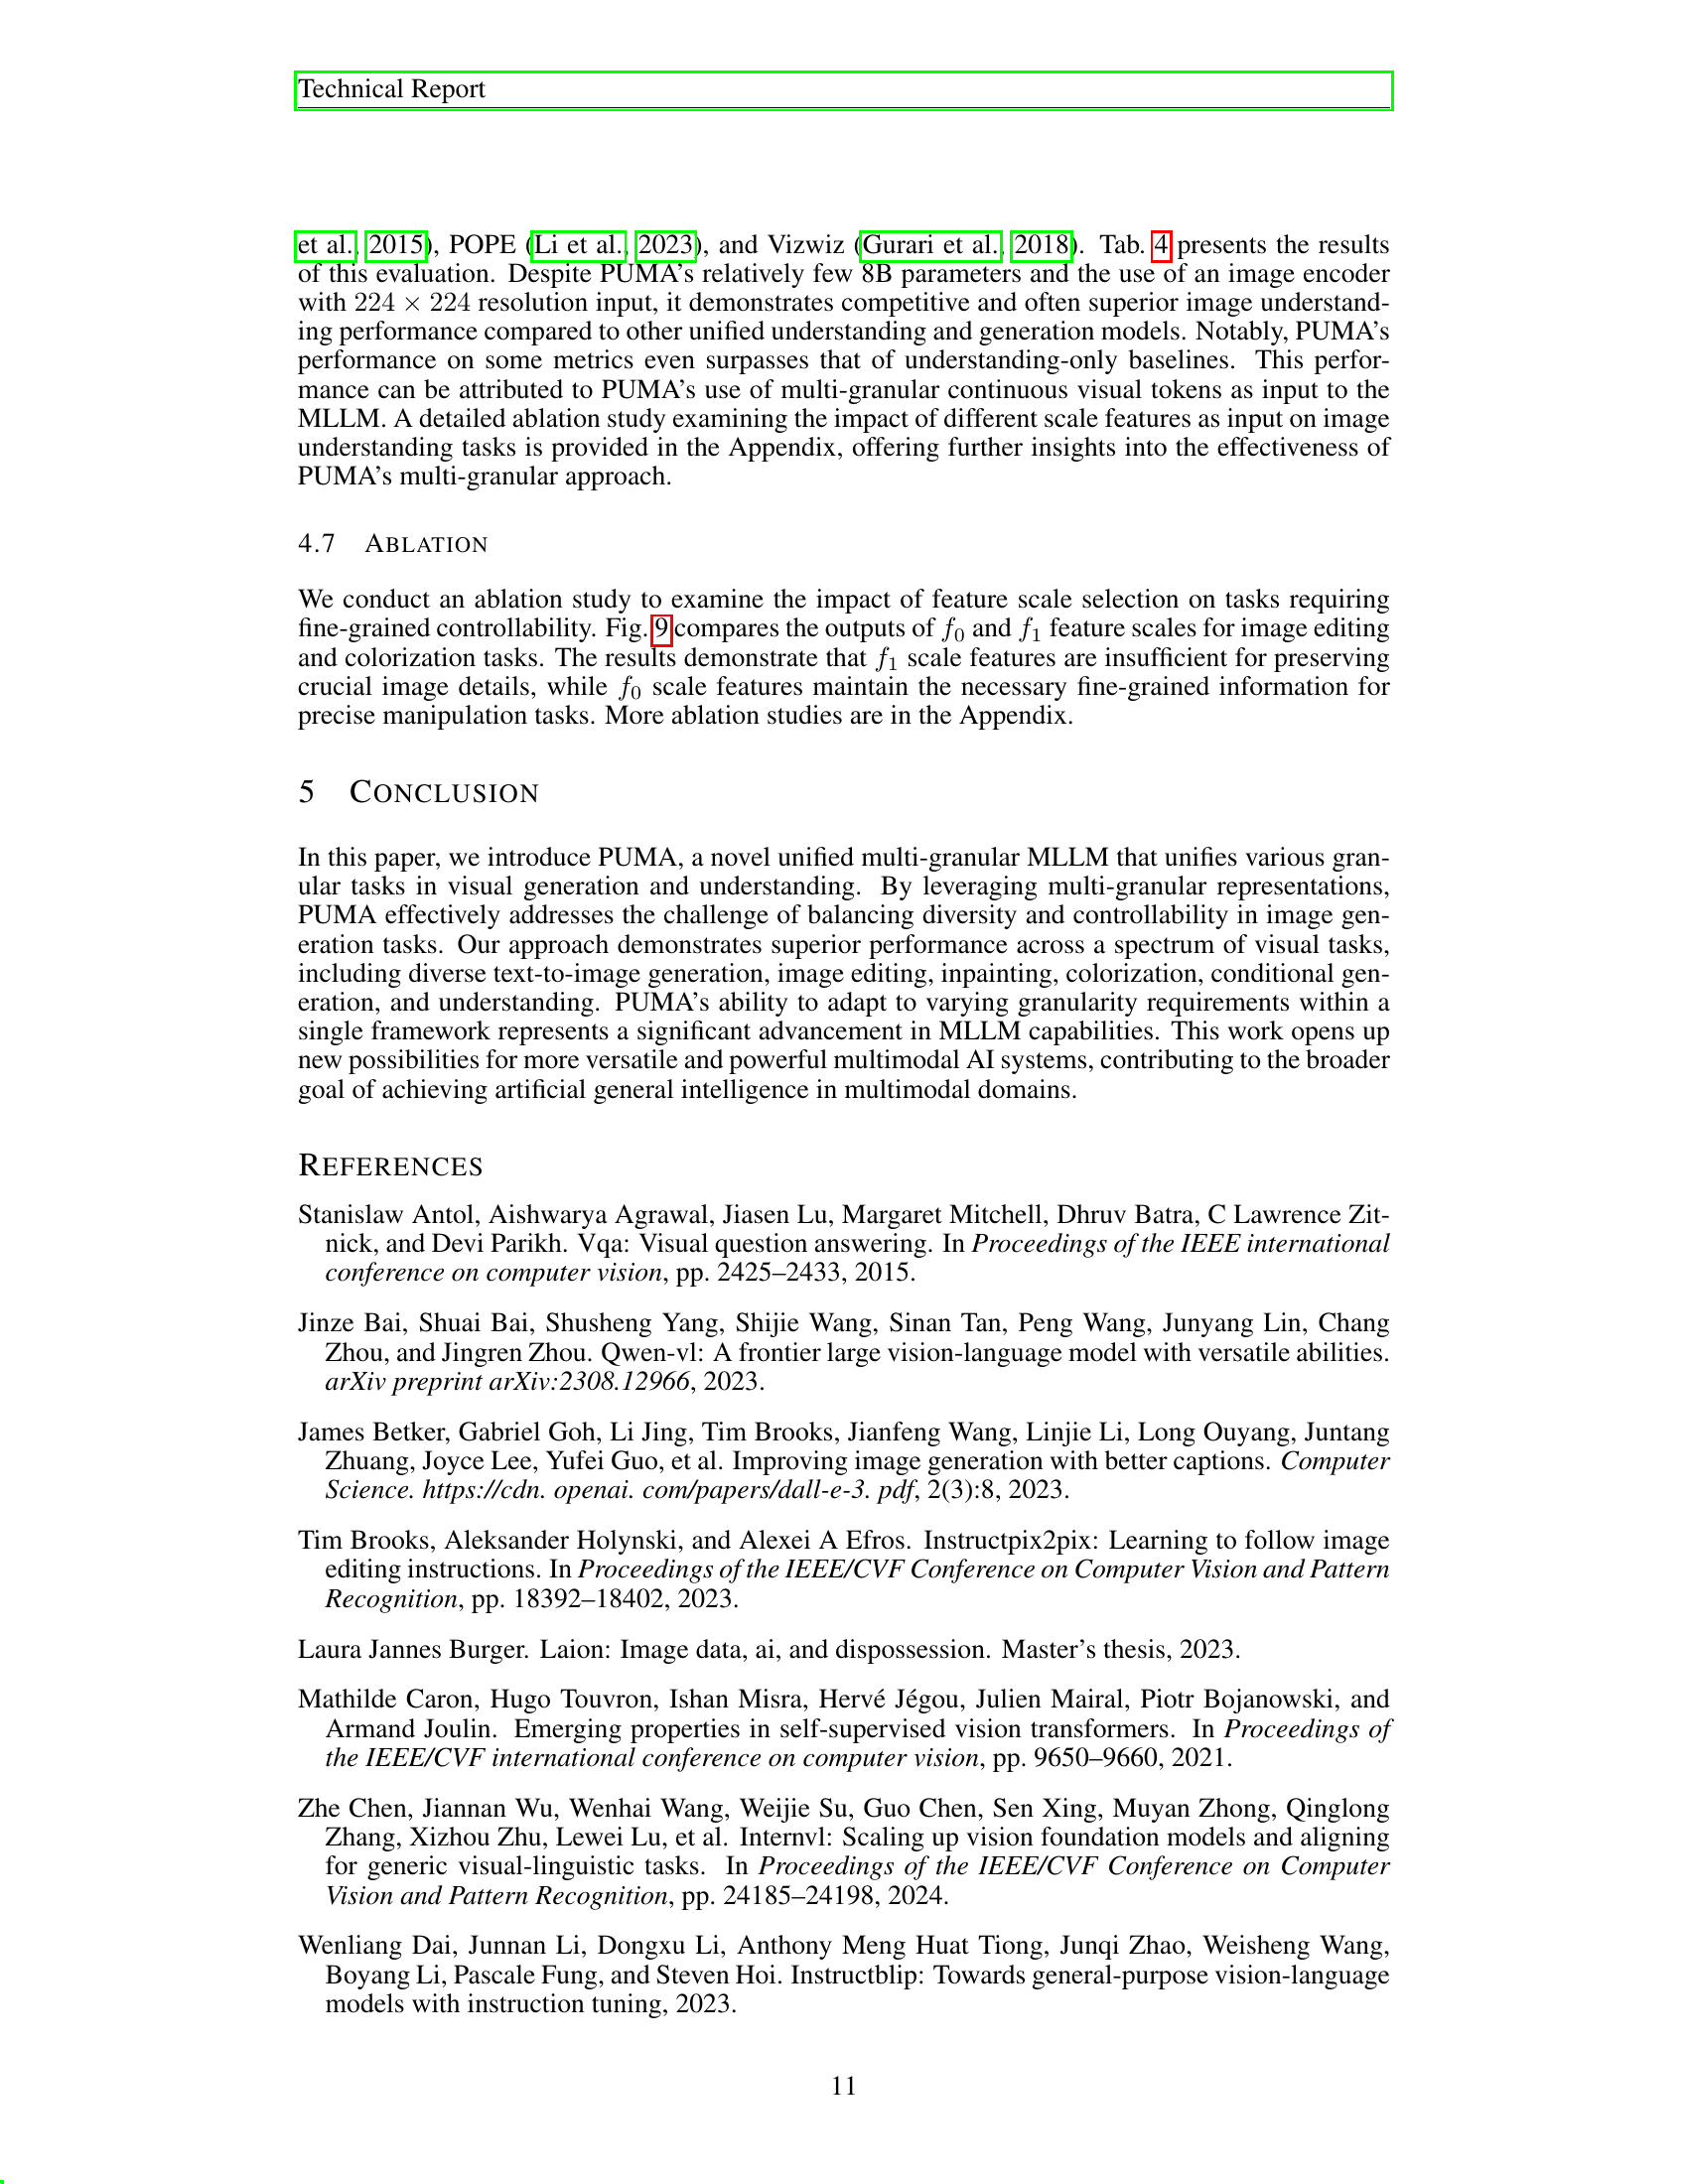 Technical Report
et al., 2015), POPE (Li et al., 2023), and Vizwiz (Gurari et al., 2018). Tab. 4 presents the results
of this evaluation. Despite PUMA's relatively few 8B parameters and the use of an image encoder
with 224 × 224 resolution input, it demonstrates competitive and often superior image understand-
ing performance compared to other unified understanding and generation models. Notably, PUMA's
performance on some metrics even surpasses that of understanding-only baselines. This perfor-
mance can be attributed to PUMA's use of multi-granular continuous visual tokens as input to the
MLLM. A detailed ablation study examining the impact of different scale features as input on image
understanding tasks is provided in the Appendix, offering further insights into the effectiveness of
PUMA's multi-granular approach.
4.7 ABLATION
We conduct an ablation study to examine the impact of feature scale selection on tasks requiring
fine-grained controllability. Fig. 9 compares the outputs of f₀ and f₁ feature scales for image editing
and colorization tasks. The results demonstrate that f₁ scale features are insufficient for preserving
crucial image details, while f₀ scale features maintain the necessary fine-grained information for
precise manipulation tasks. More ablation studies are in the Appendix.
5 CONCLUSION
In this paper, we introduce PUMA, a novel unified multi-granular MLLM that unifies various gran-
ular tasks in visual generation and understanding. By leveraging multi-granular representations,
PUMA effectively addresses the challenge of balancing diversity and controllability in image gen-
eration tasks. Our approach demonstrates superior performance across a spectrum of visual tasks,
including diverse text-to-image generation, image editing, inpainting, colorization, conditional gen-
eration, and understanding. PUMA's ability to adapt to varying granularity requirements within a
single framework represents a significant advancement in MLLM capabilities. This work opens up
new possibilities for more versatile and powerful multimodal AI systems, contributing to the broader
goal of achieving artificial general intelligence in multimodal domains.
REFERENCES
Stanislaw Antol, Aishwarya Agrawal, Jiasen Lu, Margaret Mitchell, Dhruv Batra, C Lawrence Zit-
nick, and Devi Parikh. Vqa: Visual question answering. In Proceedings of the IEEE international
conference on computer vision, pp. 2425–2433, 2015.
Jinze Bai, Shuai Bai, Shusheng Yang, Shijie Wang, Sinan Tan, Peng Wang, Junyang Lin, Chang
Zhou, and Jingren Zhou. Qwen-vl: A frontier large vision-language model with versatile abilities.
arXiv preprint arXiv:2308.12966, 2023.
James Betker, Gabriel Goh, Li Jing, Tim Brooks, Jianfeng Wang, Linjie Li, Long Ouyang, Juntang
Zhuang, Joyce Lee, Yufei Guo, et al. Improving image generation with better captions. Computer
Science. https://cdn. openai. com/papers/dall-e-3. pdf, 2(3):8, 2023.
Tim Brooks, Aleksander Holynski, and Alexei A Efros. Instructpix2pix: Learning to follow image
editing instructions. In Proceedings of the IEEE/CVF Conference on Computer Vision and Pattern
Recognition, pp. 18392–18402, 2023.
Laura Jannes Burger. Laion: Image data, ai, and dispossession. Master's thesis, 2023.
Mathilde Caron, Hugo Touvron, Ishan Misra, Hervé Jégou, Julien Mairal, Piotr Bojanowski, and
Armand Joulin. Emerging properties in self-supervised vision transformers. In Proceedings of
the IEEE/CVF international conference on computer vision, pp. 9650–9660, 2021.
Zhe Chen, Jiannan Wu, Wenhai Wang, Weijie Su, Guo Chen, Sen Xing, Muyan Zhong, Qinglong
Zhang, Xizhou Zhu, Lewei Lu, et al. Internvl: Scaling up vision foundation models and aligning
for generic visual-linguistic tasks. In Proceedings of the IEEE/CVF Conference on Computer
Vision and Pattern Recognition, pp. 24185–24198, 2024.
Wenliang Dai, Junnan Li, Dongxu Li, Anthony Meng Huat Tiong, Junqi Zhao, Weisheng Wang,
Boyang Li, Pascale Fung, and Steven Hoi. Instructblip: Towards general-purpose vision-language
models with instruction tuning, 2023.
11